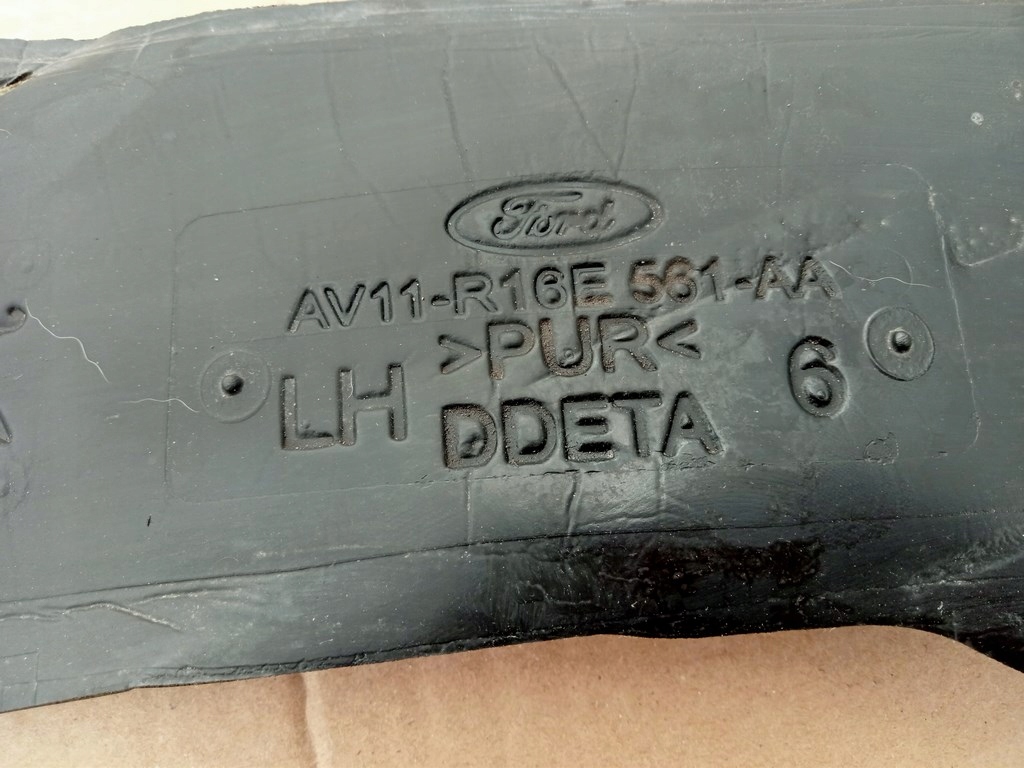 Ford
AV11-R16E 561-AA
>PUR<
LH
6
DDETA